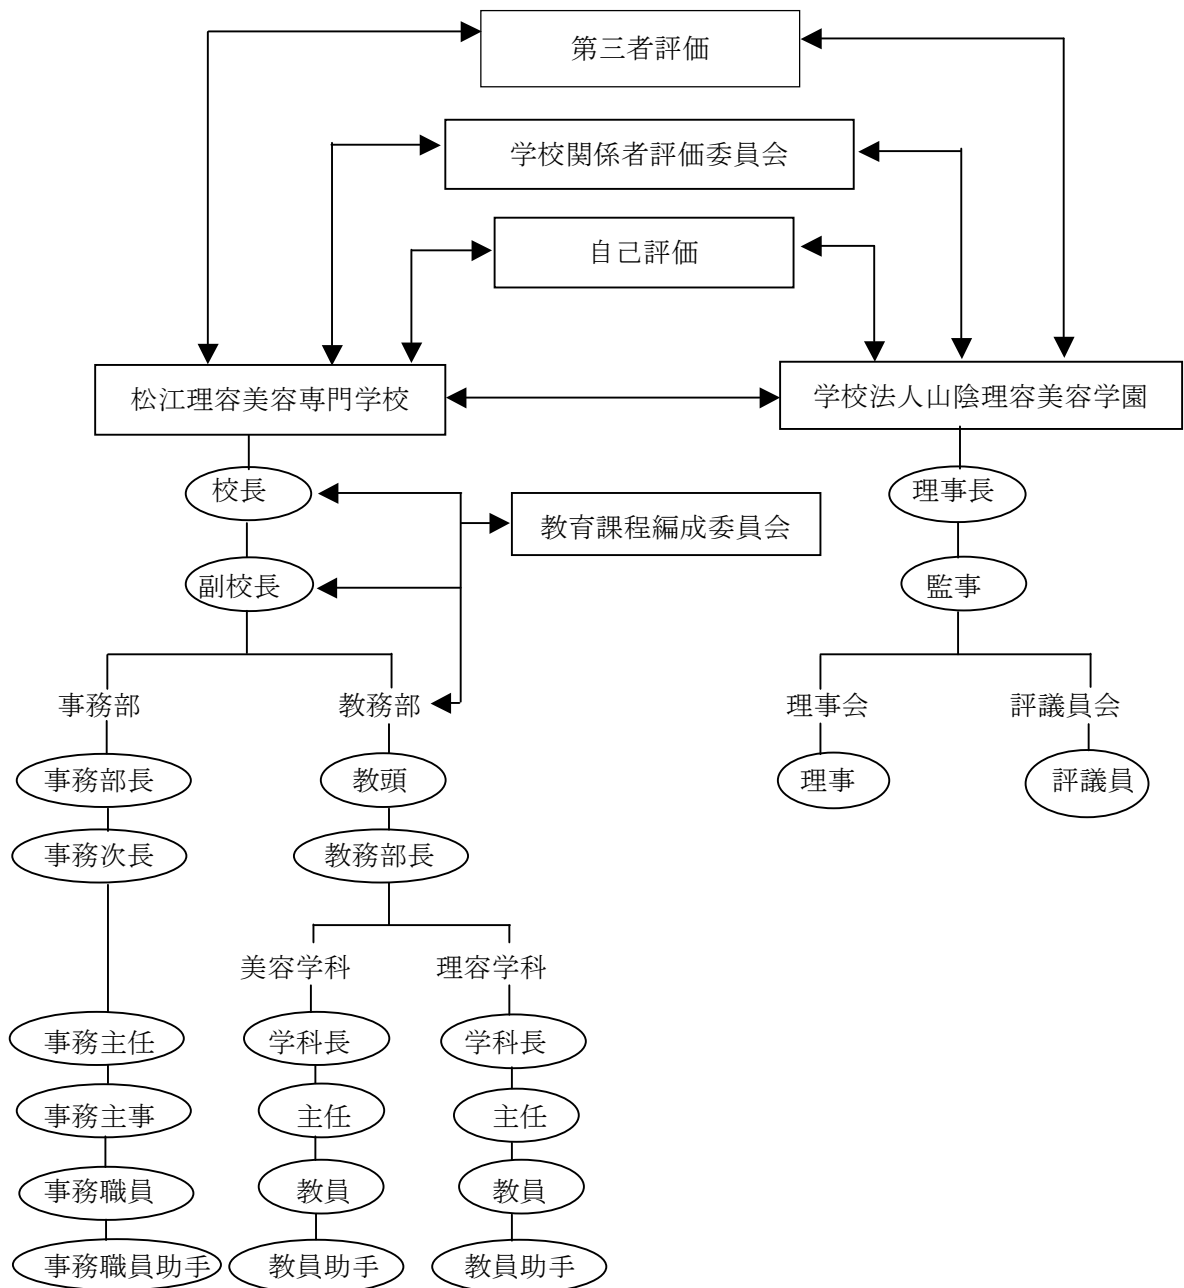 第三者評価
学校関係者評価委員会
自己評価
松江理容美容専門学校
学校法人山陰理容美容学園
校長
理事長
教育課程編成委員会
副校長
監事
事務部
教務部
理事会
評議員会
事務部長
教頭
理事
評議員
事務次長
教務部長
美容学科
理容学科
事務主任
学科長
学科長
事務主事
主任
主任
事務職員
教員
教員
事務職員助手
教員助手
教員助手